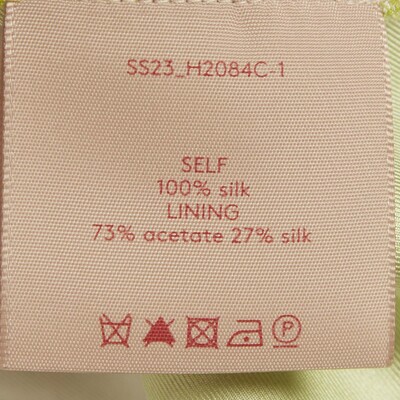 SS23_H2084C-1
SELF
100% silk
LINING
73% acetate 27% silk
P